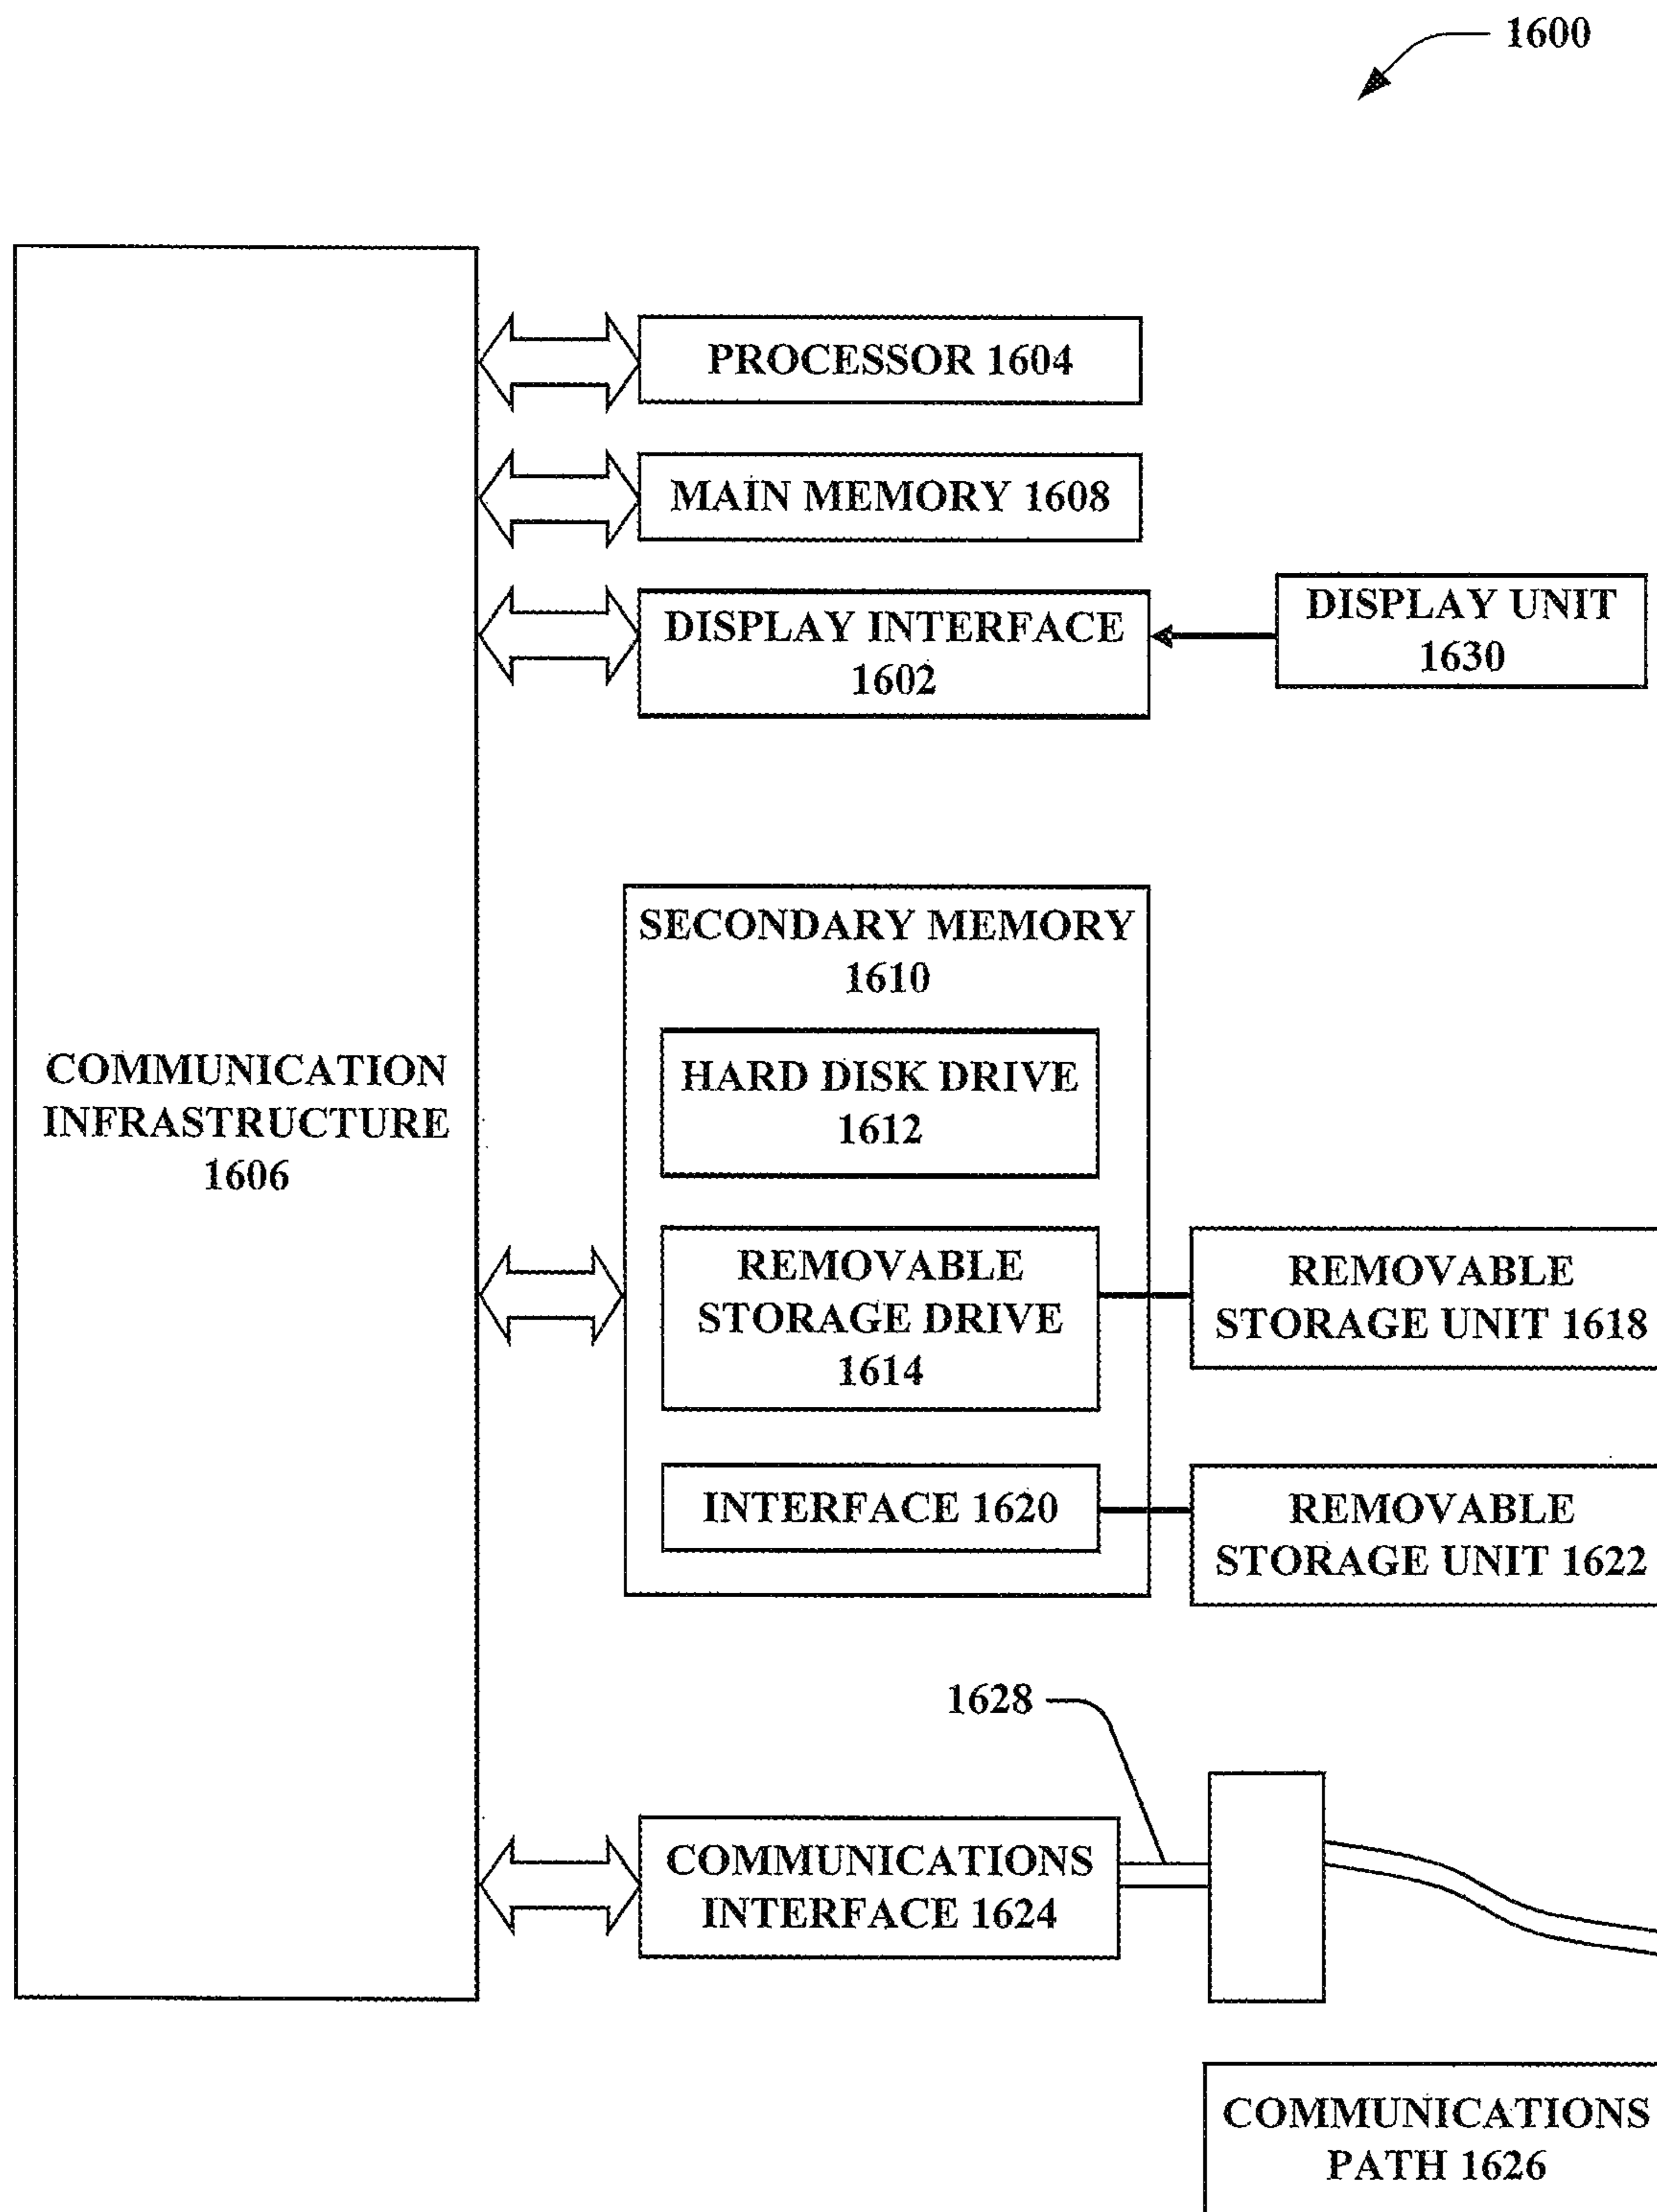 1600
PROCESSOR 1604
MAIN MEMORY 1608
DISPLAY INTERFACE
1602
DISPLAY UNIT
1630
SECONDARY MEMORY
1610
HARD DISK DRIVE
1612
COMMUNICATION
INFRASTRUCTURE
1606
REMOVABLE
STORAGE DRIVE
1614
REMOVABLE
STORAGE UNIT 1618
INTERFACE 1620
REMOVABLE
STORAGE UNIT 1622
1628
COMMUNICATIONS
INTERFACE 1624
COMMUNICATIONS
PATH 1626